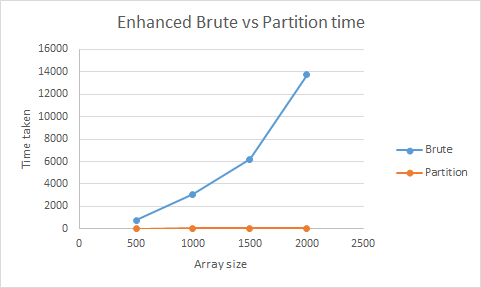 Enhanced Brute vs Partition time
16000
14000
12000
10000
8000
6000
4000
2000
0
Time taken
0 500 1000 1500 2000 2500
Array size
Brute
Partition